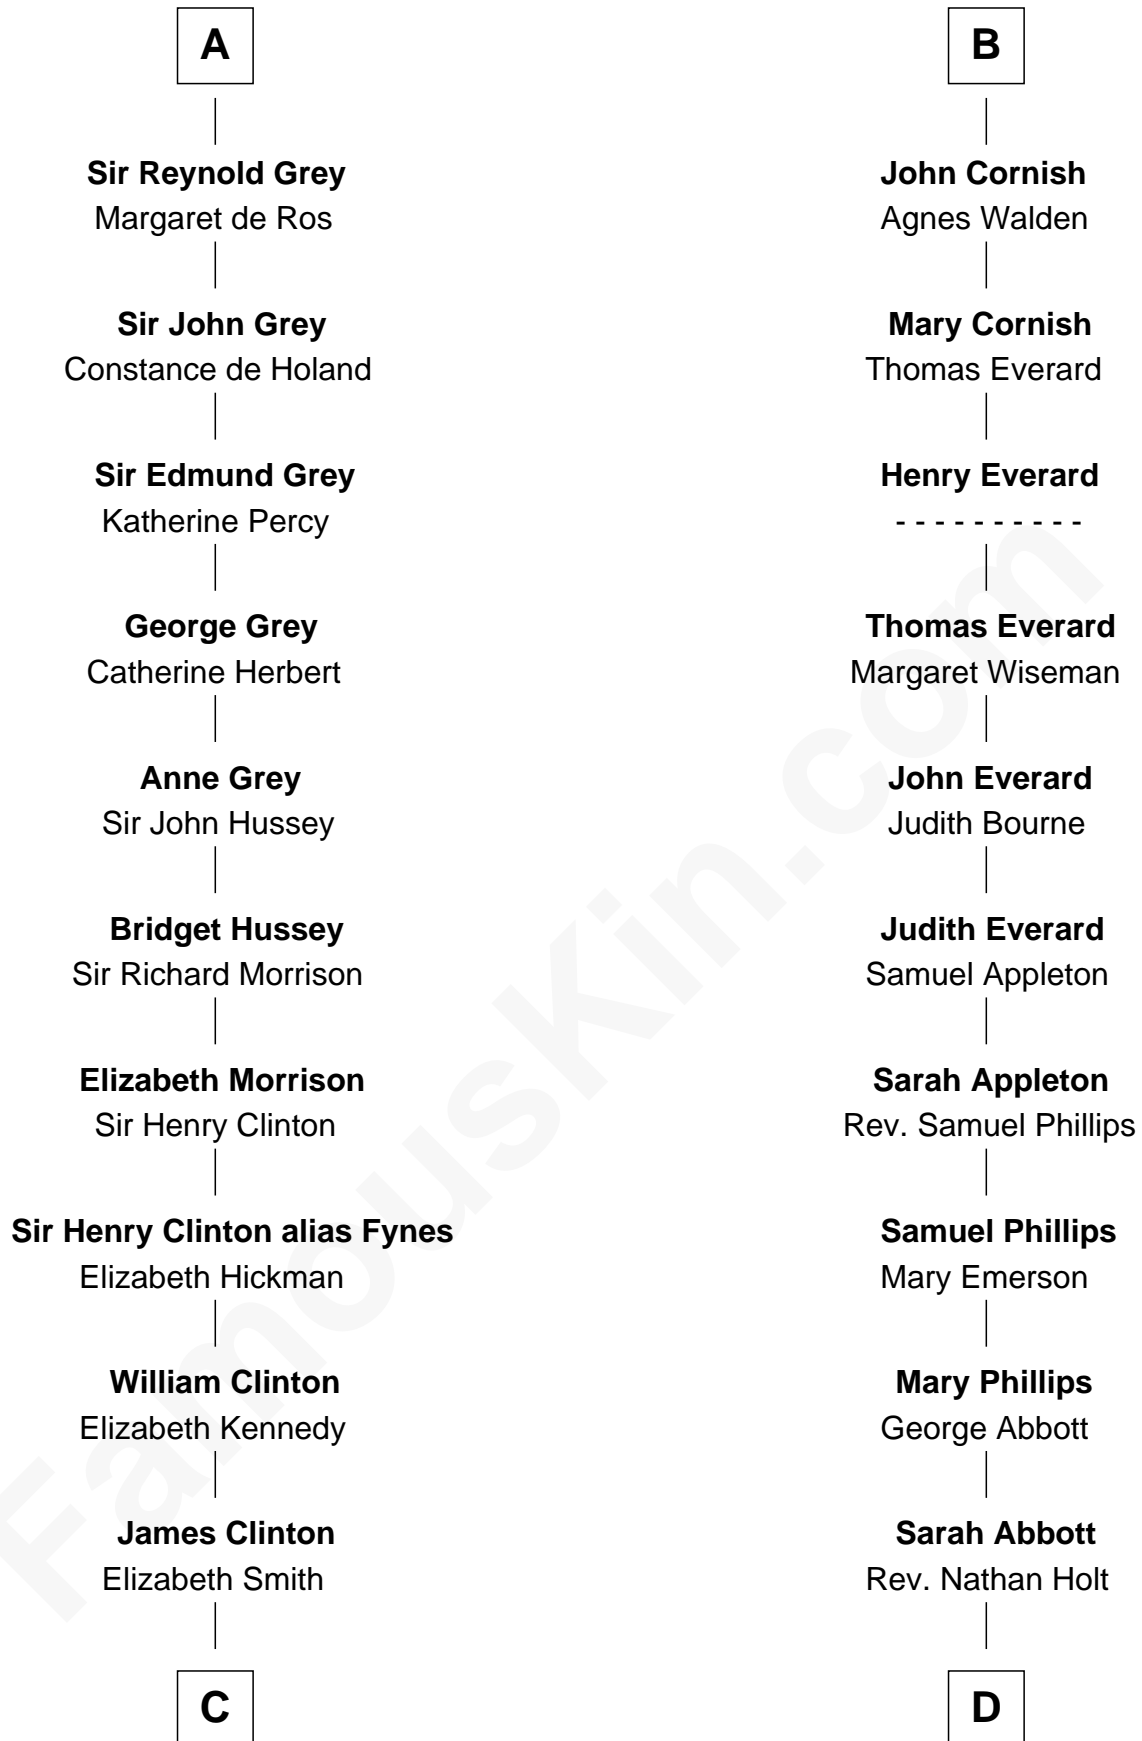 A
Sir Reynold Grey
Margaret de Ros
Sir John Grey
Constance de Holand
Sir Edmund Grey
Katherine Percy
George Grey
Catherine Herbert
Anne Grey
Sir John Hussey
Bridget Hussey
Sir Richard Morrison
Elizabeth Morrison
Sir Henry Clinton
Sir Henry Clinton alias Fynes
Elizabeth Hickman
William Clinton
Elizabeth Kennedy
James Clinton
Elizabeth Smith
C
B
John Cornish
Agnes Walden
Mary Cornish
Thomas Everard
Henry Everard
- - - - - - - - - -
Thomas Everard
Margaret Wiseman
John Everard
Judith Bourne
Judith Everard
Samuel Appleton
Sarah Appleton
Rev. Samuel Phillips
Samuel Phillips
Mary Emerson
Mary Phillips
George Abbott
Sarah Abbott
Rev. Nathan Holt
D
FamousKin.com